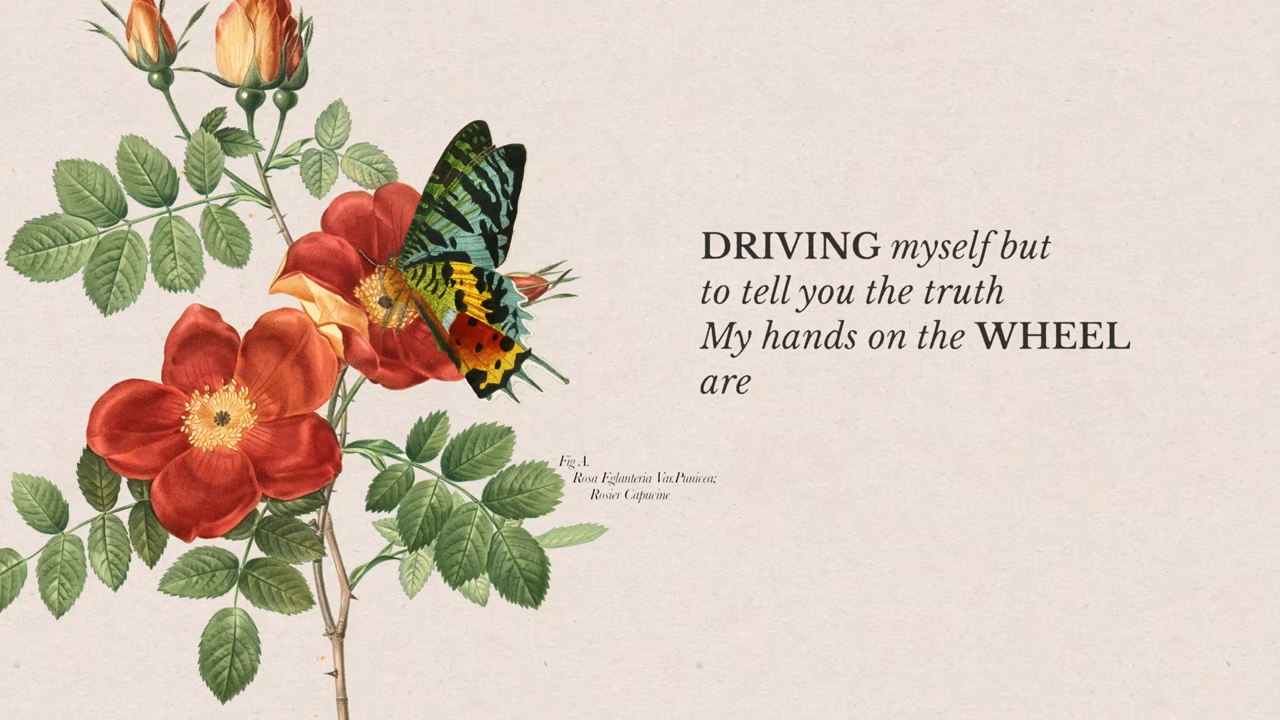 DRIVING myself but
to tell you the truth
My hands on the WHEEL
are
Fig A.
Rosa Eglanteria Var.Punicea;
Rosier Capucine